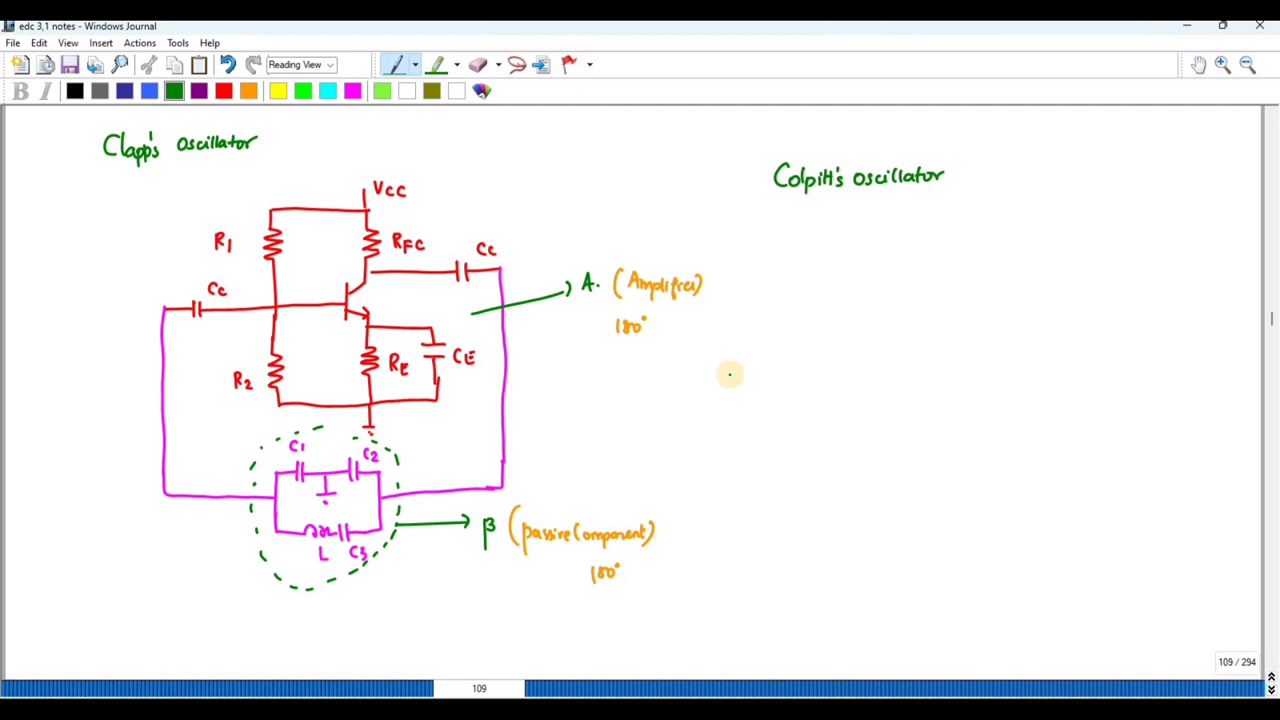 edc 3,1 notes - Windows Journal
File Edit View Insert Actions Tools Help
Reading View
B I
Clapp's oscillator
Colpitt's oscillator
VCC
R1
RFC
CC
CC
A. (Amplifier)
180°
R2
RE
CE
C1
C2
L
C3
β (passive Component)
180°
109 / 294
109